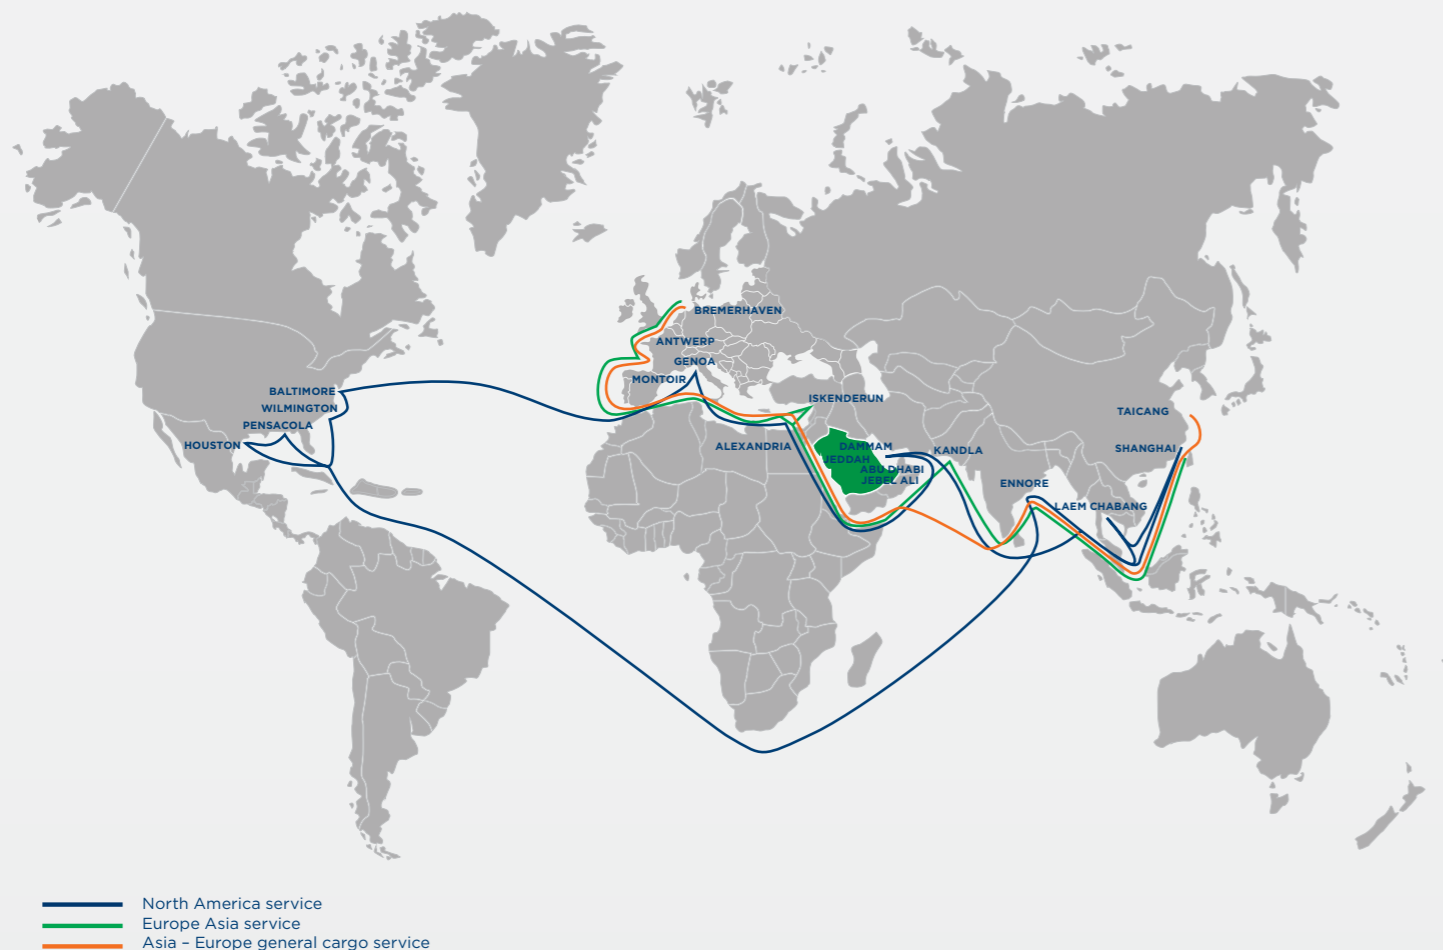 BREMERHAVEN
ANTWERP
GENOA
MONTOIR
BALTIMORE
ISKENDERUN
WILMINGTON
TAICANG
PENSACOLA
HOUSTON
ALEXANDRIA
DAMMAM
KANDLA
SHANGHAI
JEDDAH
ABU DHABI
JEBEL ALI
ENNORE
LAEM CHABANG
North America service
Europe Asia service
Asia – Europe general cargo service